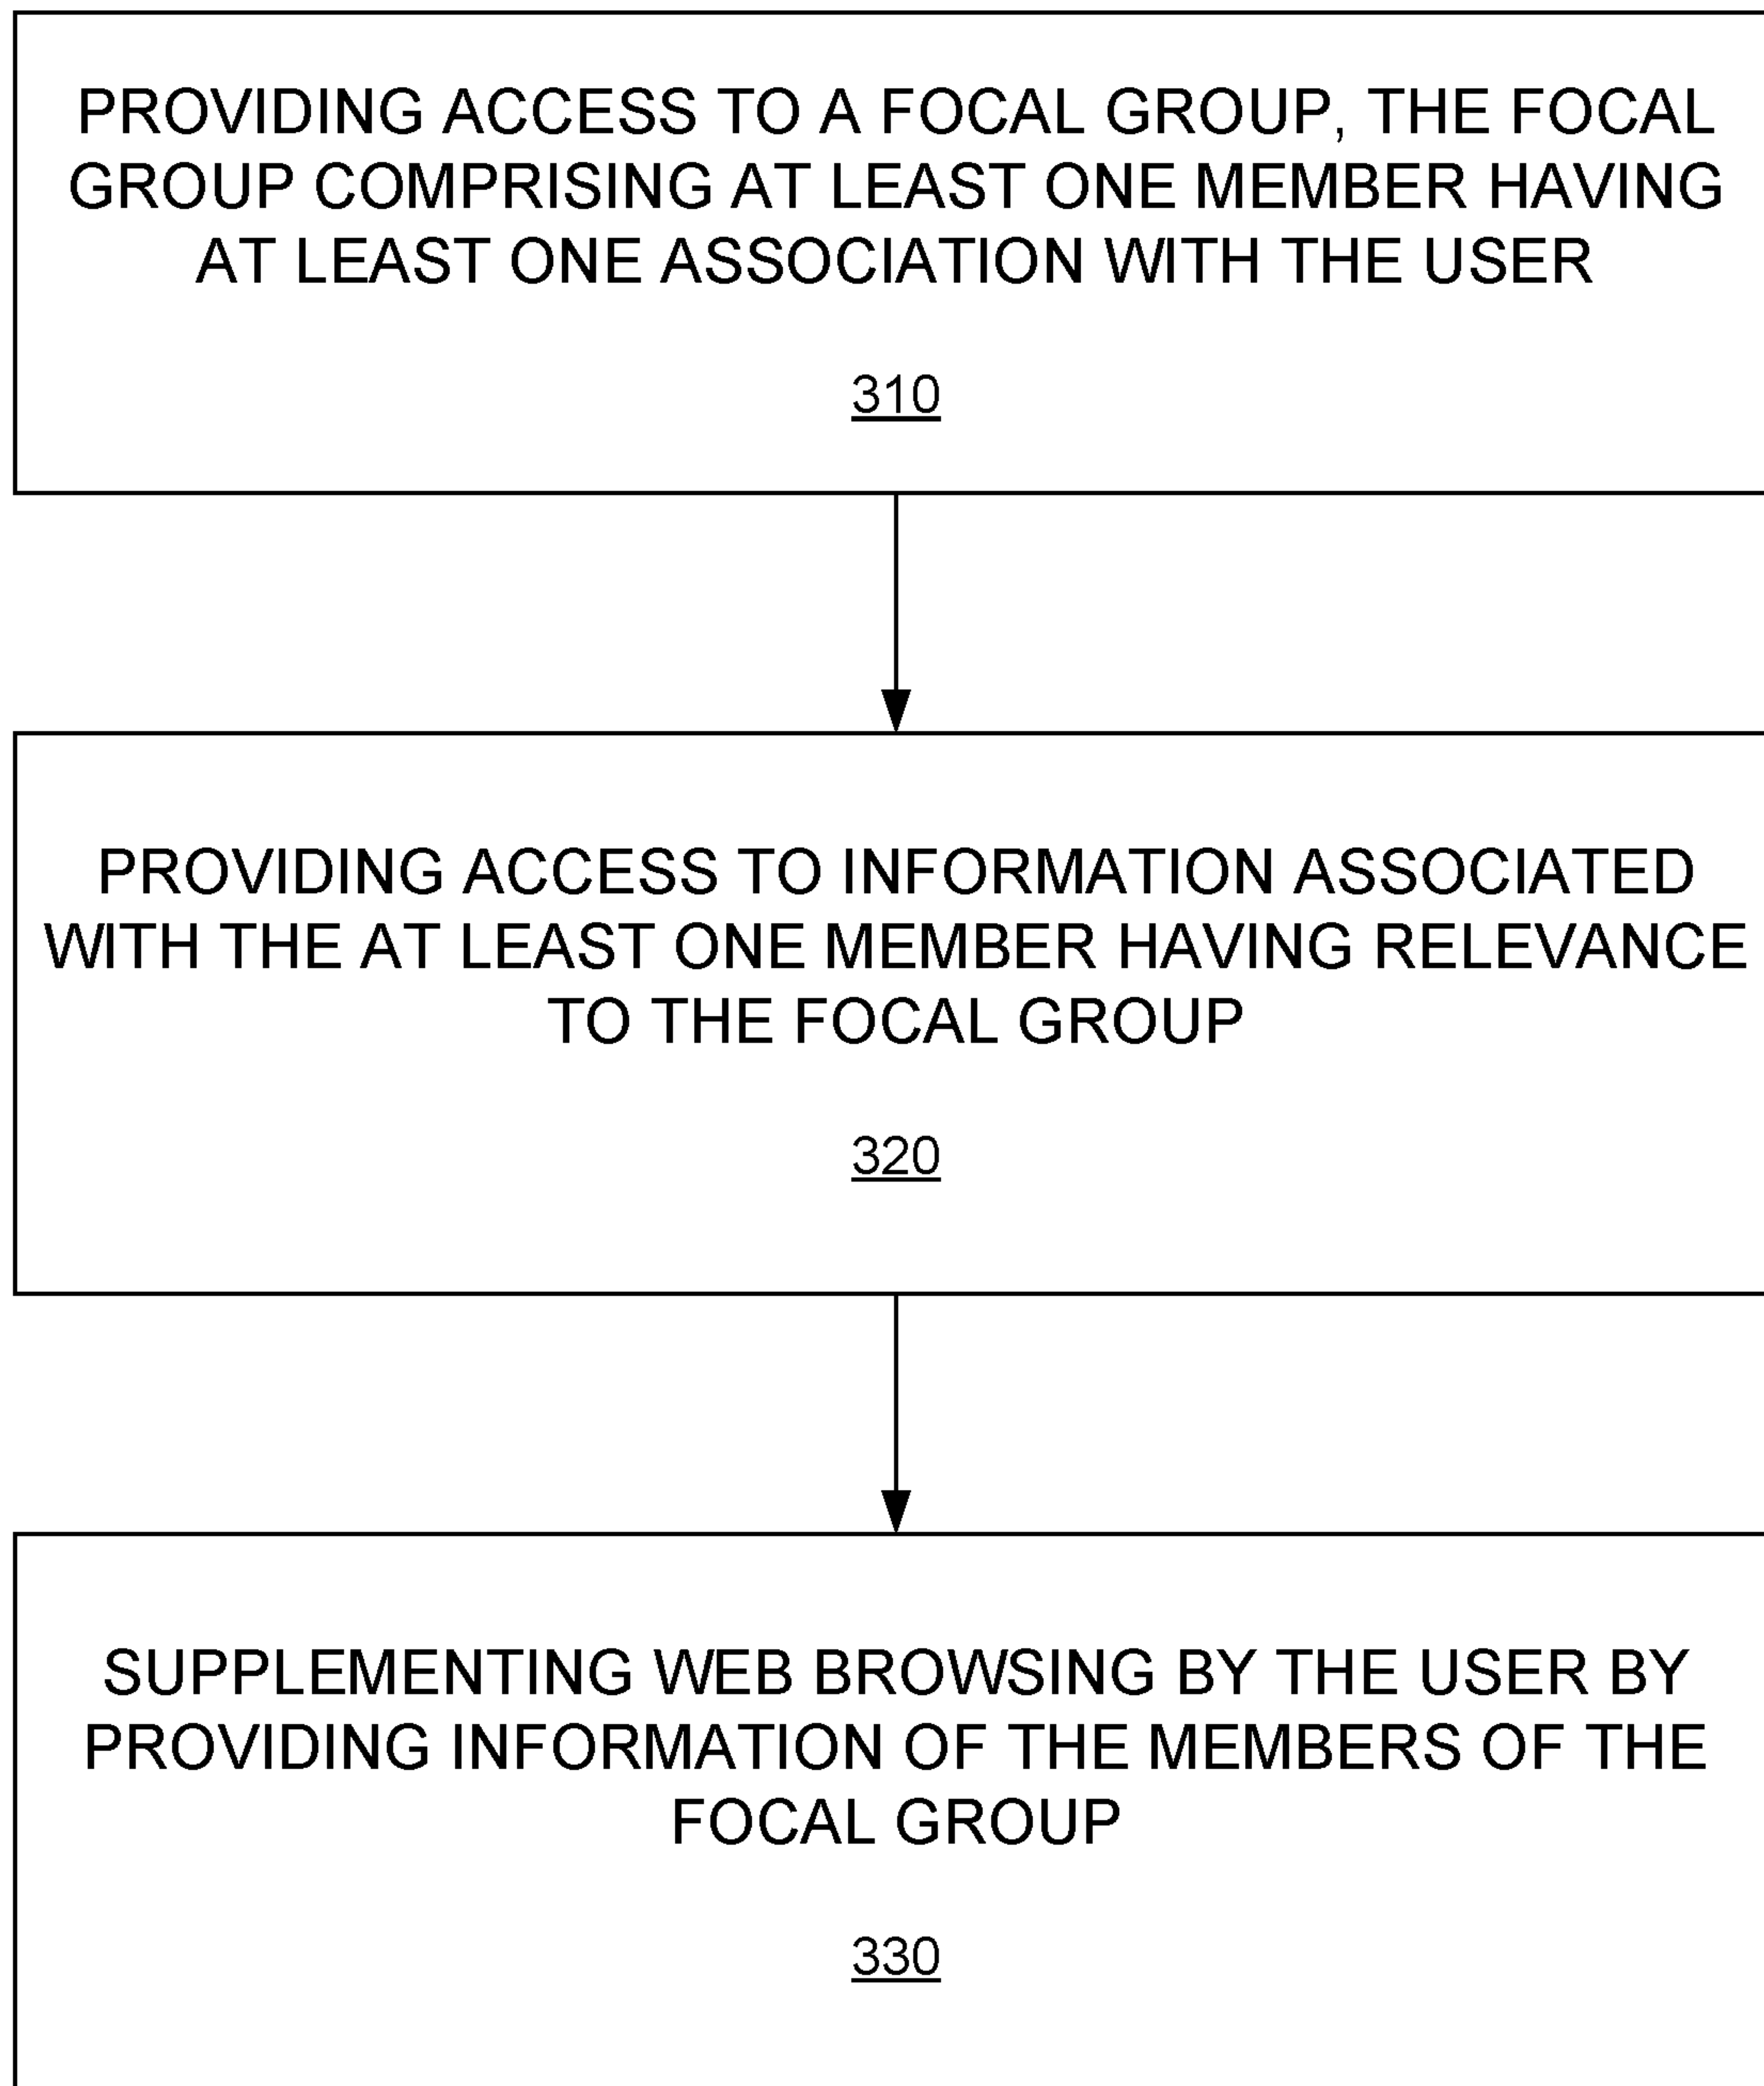 PROVIDING ACCESS TO A FOCAL GROUP, THE FOCAL
GROUP COMPRISING AT LEAST ONE MEMBER HAVING
AT LEAST ONE ASSOCIATION WITH THE USER
310
PROVIDING ACCESS TO INFORMATION ASSOCIATED
WITH THE AT LEAST ONE MEMBER HAVING RELEVANCE
TO THE FOCAL GROUP
320
SUPPLEMENTING WEB BROWSING BY THE USER BY
PROVIDING INFORMATION OF THE MEMBERS OF THE
FOCAL GROUP
330